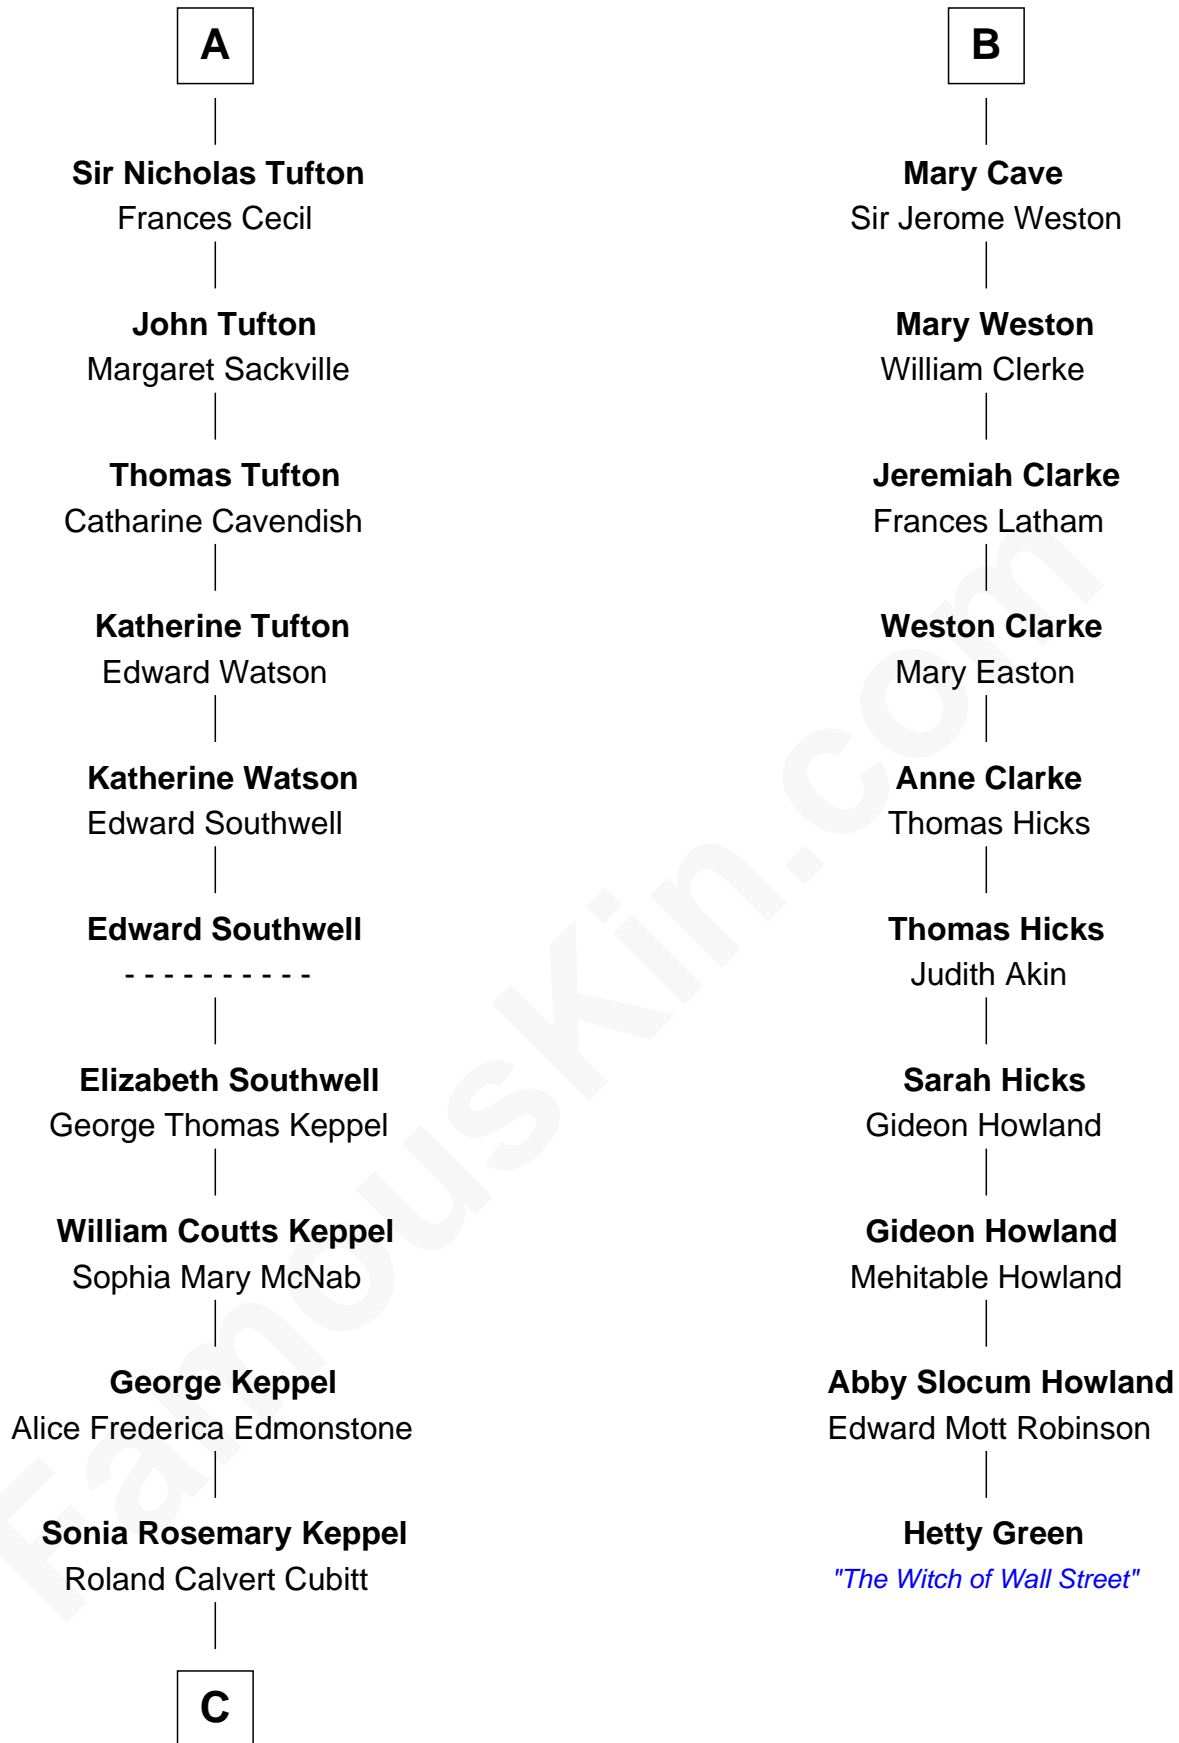 A
Sir Nicholas Tufton
Frances Cecil
John Tufton
Margaret Sackville
Thomas Tufton
Catharine Cavendish
Katherine Tufton
Edward Watson
Katherine Watson
Edward Southwell
Edward Southwell
- - - - - - - - - -
Elizabeth Southwell
George Thomas Keppel
William Coutts Keppel
Sophia Mary McNab
George Keppel
Alice Frederica Edmonstone
Sonia Rosemary Keppel
Roland Calvert Cubitt
C
B
Mary Cave
Sir Jerome Weston
Mary Weston
William Clerke
Jeremiah Clarke
Frances Latham
Weston Clarke
Mary Easton
Anne Clarke
Thomas Hicks
Thomas Hicks
Judith Akin
Sarah Hicks
Gideon Howland
Gideon Howland
Mehitable Howland
Abby Slocum Howland
Edward Mott Robinson
Hetty Green
"The Witch of Wall Street"
FamousKin.com